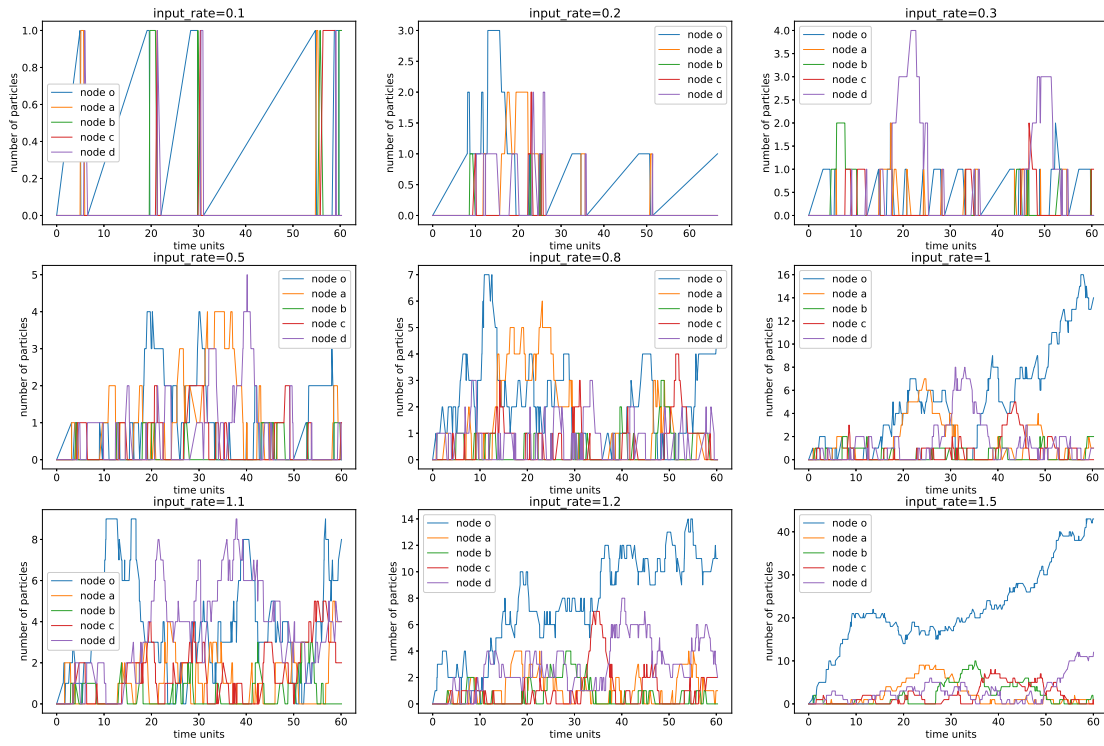 input_rate=0.1
number of particles
1.0
0.8
0.6
0.4
0.2
0.0
node o
node a
node b
node c
node d
0 10 20 30 40 50 60
time units
input_rate=0.2
number of particles
3.0
2.5
2.0
1.5
1.0
0.5
0.0
node o
node a
node b
node c
node d
0 10 20 30 40 50 60
time units
input_rate=0.3
number of particles
4.0
3.5
3.0
2.5
2.0
1.5
1.0
0.5
0.0
node o
node a
node b
node c
node d
0 10 20 30 40 50 60
time units
input_rate=0.5
number of particles
5
4
3
2
1
0
node o
node a
node b
node c
node d
0 10 20 30 40 50 60
time units
input_rate=0.8
number of particles
7
6
5
4
3
2
1
0
node o
node a
node b
node c
node d
0 10 20 30 40 50 60
time units
input_rate=1
number of particles
16
14
12
10
8
6
4
2
0
node o
node a
node b
node c
node d
0 10 20 30 40 50 60
time units
input_rate=1.1
number of particles
8
6
4
2
0
node o
node a
node b
node c
node d
0 10 20 30 40 50 60
time units
input_rate=1.2
number of particles
14
12
10
8
6
4
2
0
node o
node a
node b
node c
node d
0 10 20 30 40 50 60
time units
input_rate=1.5
number of particles
40
30
20
10
0
node o
node a
node b
node c
node d
0 10 20 30 40 50 60
time units